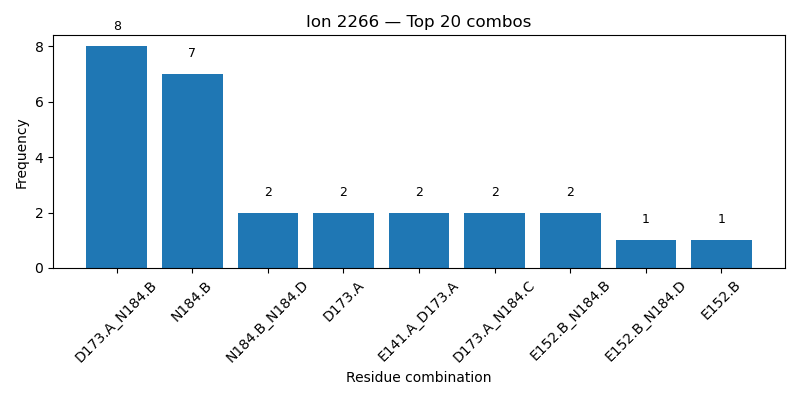 Ion 2266 — Top 20 combos
Frequency
8
6
4
2
0
8
7
2
2
2
2
2
1
1
D173.A_N184.B
N184.B
N184.B_N184.D
D173.A
E141.A_D173.A
D173.A_N184.C
E152.B_N184.B
E152.B_N184.D
E152.B
Residue combination